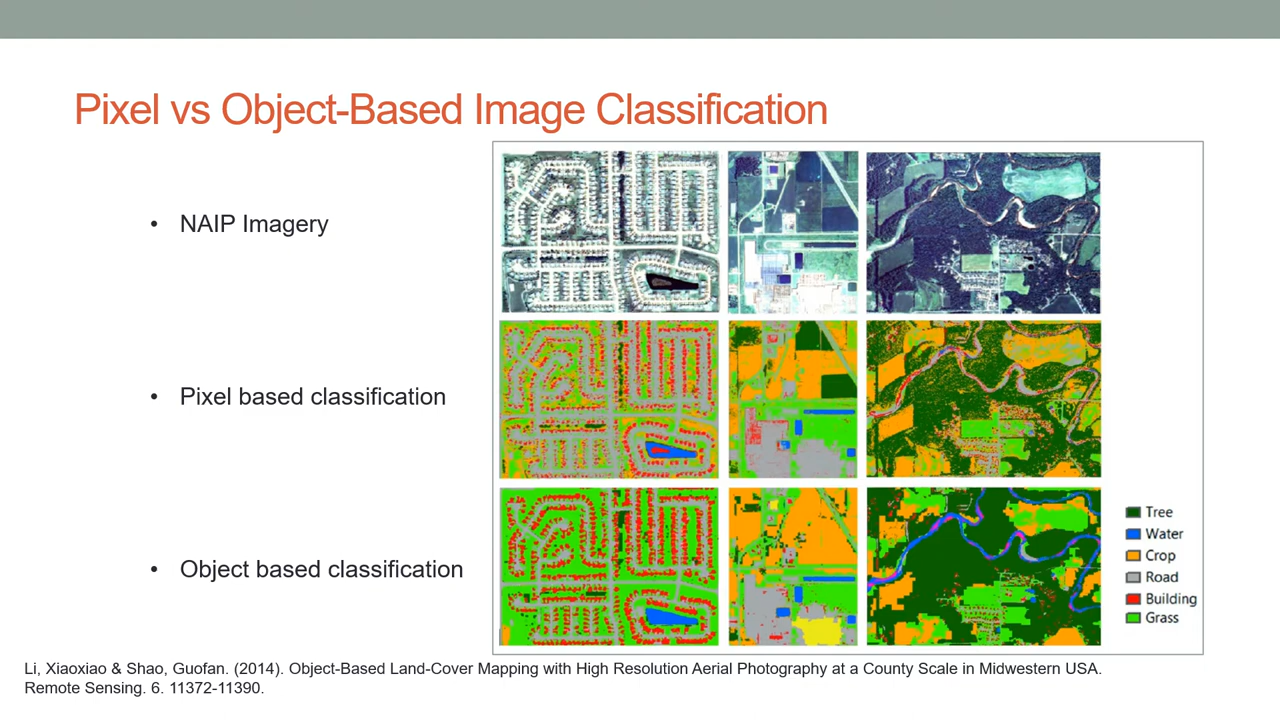 Pixel vs Object-Based Image Classification
• NAIP Imagery
• Pixel based classification
• Object based classification
Tree
Water
Crop
Road
Building
Grass
Li, Xiaoxiao & Shao, Guofan. (2014). Object-Based Land-Cover Mapping with High Resolution Aerial Photography at a County Scale in Midwestern USA.
Remote Sensing. 6. 11372-11390.